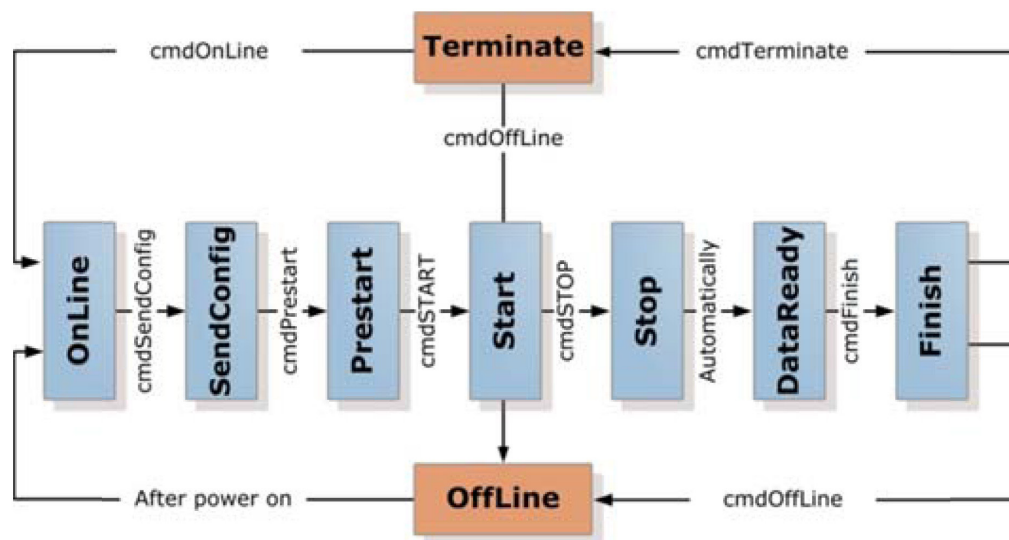 Terminate
cmdOnLine
cmdTerminate
cmdOffLine
OnLine
cmdSendConfig
SendConfig
cmdPrestart
Prestart
cmdSTART
Start
cmdSTOP
Stop
Automatically
DataReady
cmdFinish
Finish
After power on
OffLine
cmdOffLine